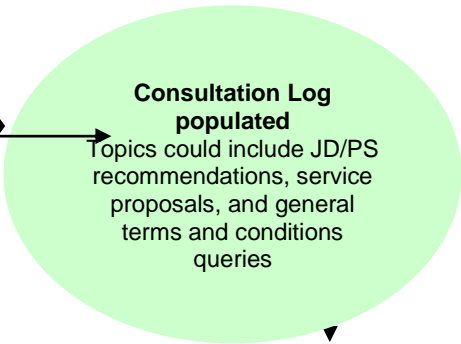 Consultation Log
populated
Topics could include JD/PS
recommendations, service
proposals, and general
terms and conditions
queries